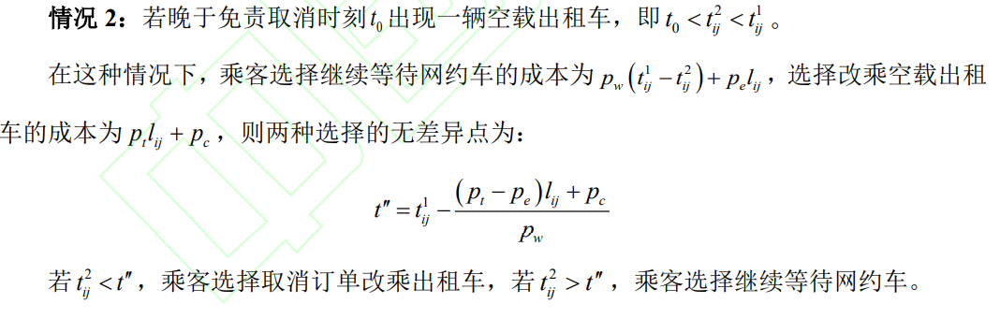 情况 2：若晚于免责取消时刻 $t_0$ 出现一辆空载出租车，即 $t_0 < t_{ij}^2 < t_{ij}^1$ 。
在这种情况下，乘客选择继续等待网约车的成本为 $p_w\left(t_{ij}^1 - t_{ij}^2\right) + p_e l_{ij}$，选择改乘空载出租
车的成本为 $p_t l_{ij} + p_c$，则两种选择的无差异点为：
$t'' = t_{ij}^1 - \frac{\left(p_t - p_e\right) l_{ij} + p_c}{p_w}$
若 $t_{ij}^2 < t''$，乘客选择取消订单改乘出租车，若 $t_{ij}^2 > t''$，乘客选择继续等待网约车。